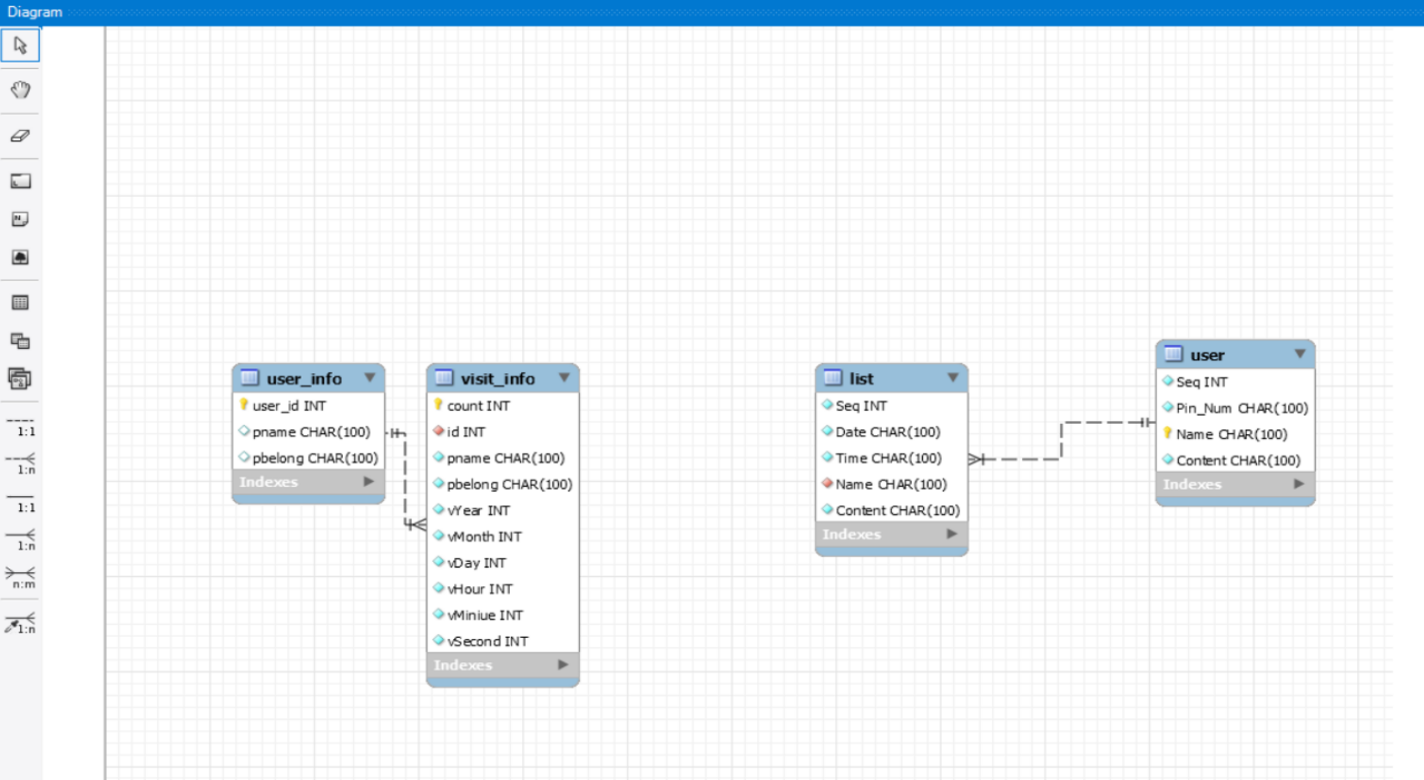 Diagram
1:1
1:n
1:1
1:n
n:m
1:n
user_info
user_id INT
pname CHAR(100)
pbelong CHAR(100)
Indexes
visit_info
count INT
id INT
pname CHAR(100)
pbelong CHAR(100)
vYear INT
vMonth INT
vDay INT
vHour INT
vMiniue INT
vSecond INT
Indexes
list
Seq INT
Date CHAR(100)
Time CHAR(100)
Name CHAR(100)
Content CHAR(100)
Indexes
user
Seq INT
Pin_Num CHAR(100)
Name CHAR(100)
Content CHAR(100)
Indexes